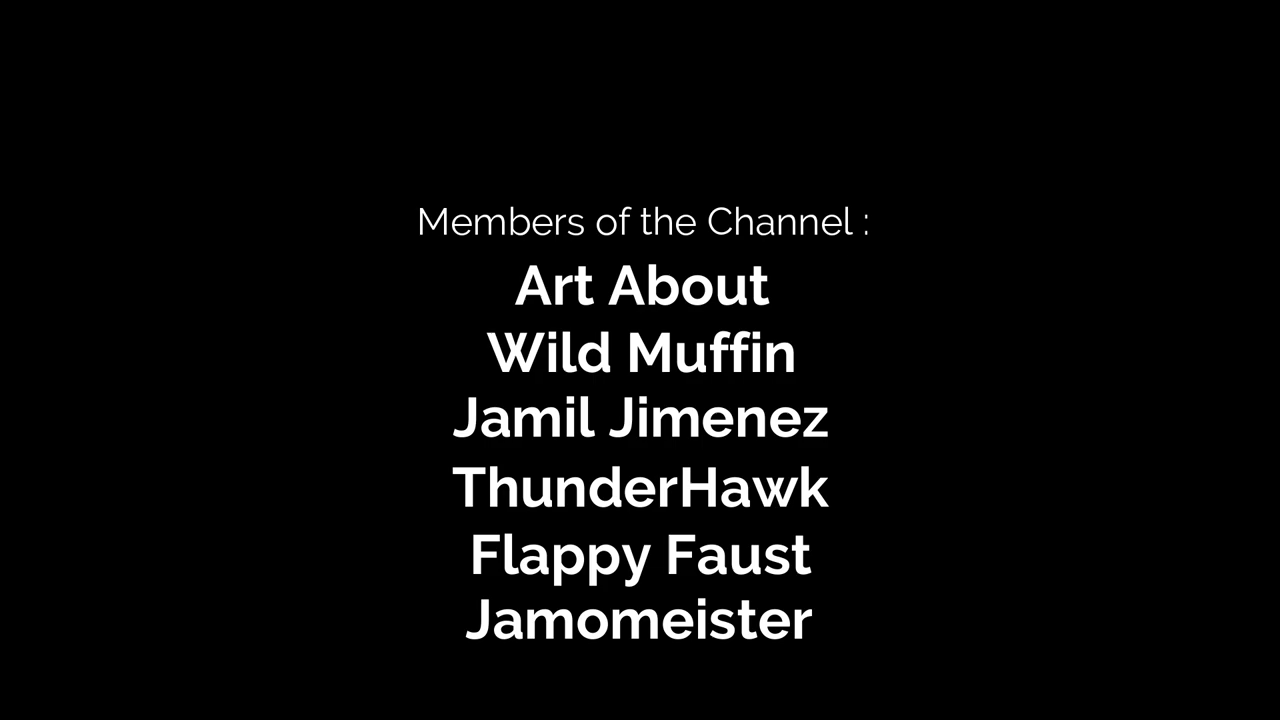 Members of the Channel :
Art About
Wild Muffin
Jamil Jimenez
ThunderHawk
Flappy Faust
Jamomeister